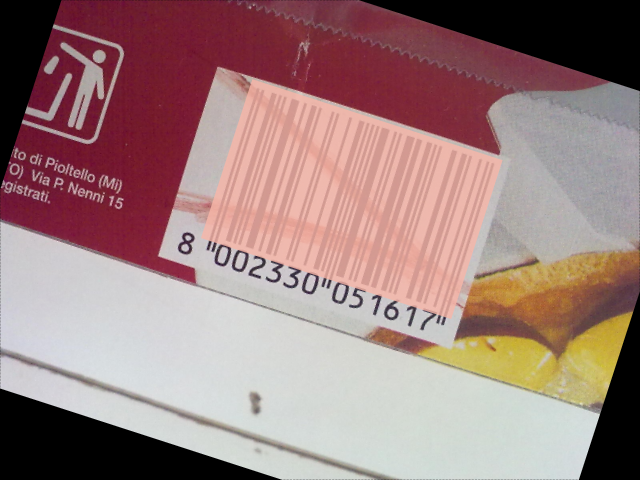 to di Pioltello (Mi)
O) Via P. Nenni 15
egistrati.
8 "002330"051617"